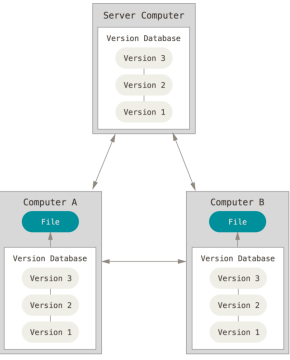 Server Computer
Version Database
Version 3
Version 2
Version 1
Computer A
File
Version Database
Version 3
Version 2
Version 1
Computer B
File
Version Database
Version 3
Version 2
Version 1